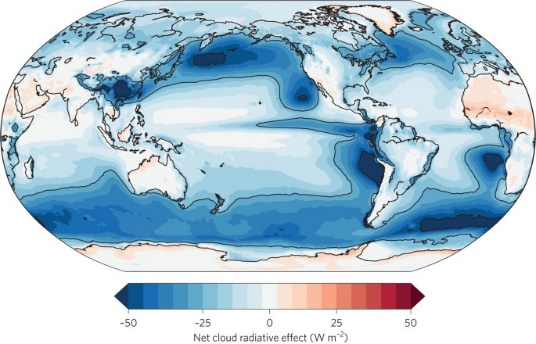 -50 -25 0 25 50
Net cloud radiative effect (W m⁻²)